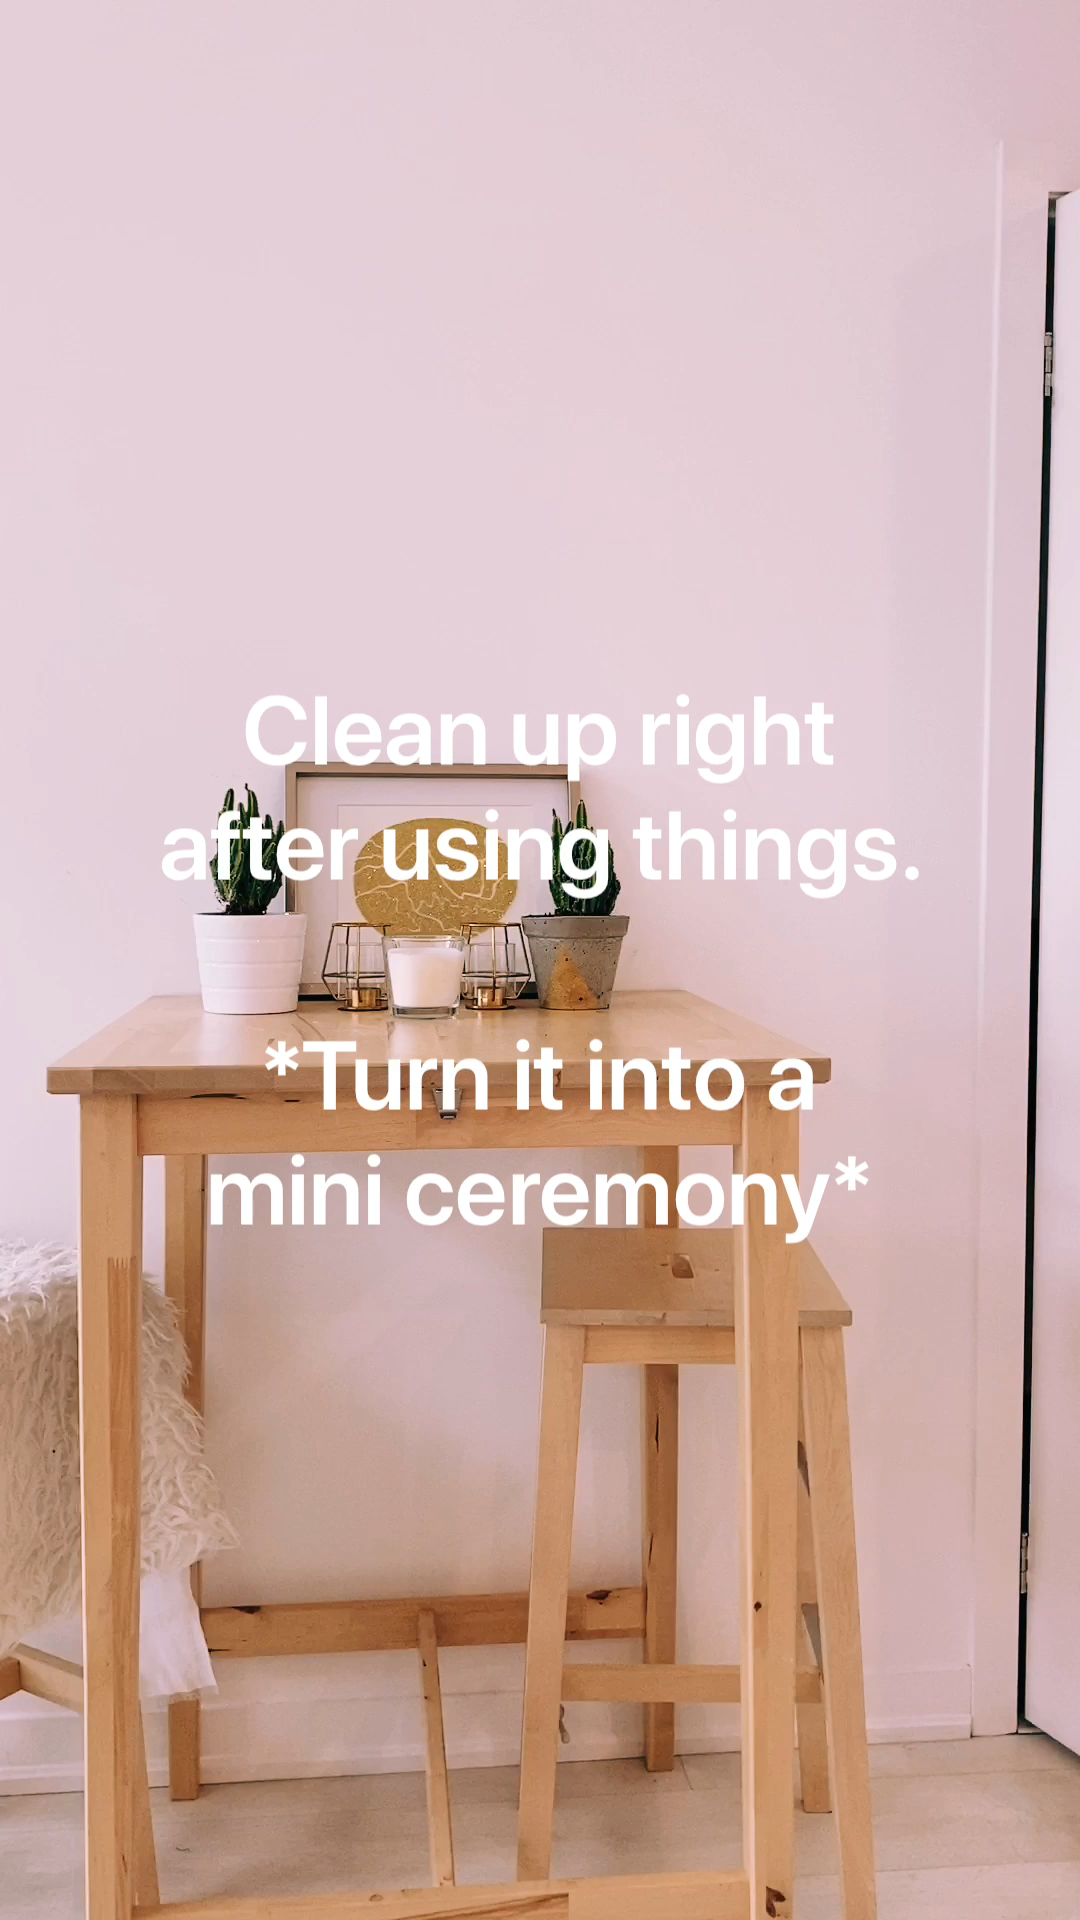 Clean up right
after using things.
*Turn it into a
mini ceremony*